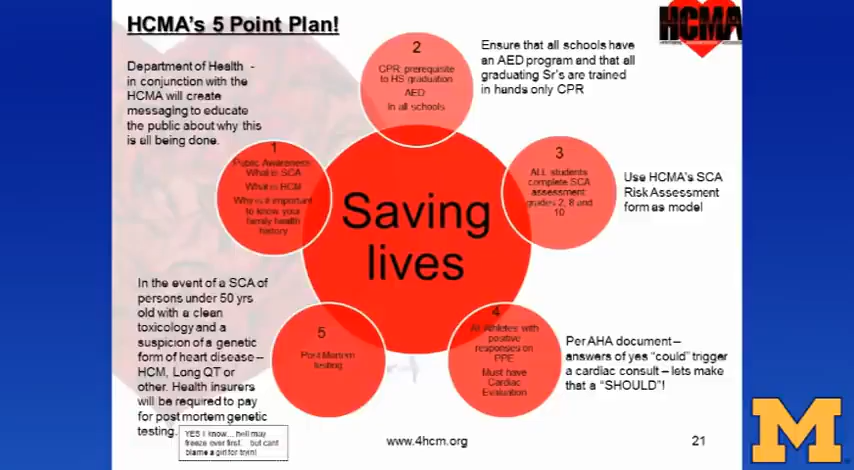 HCMA's 5 Point Plan!
HCMA
Department of Health -
in conjunction with the
HCMA will create
messaging to educate
the public about why this
is all being done.
2
CPR prerequisite
to HS graduation
AED
In all schools
Ensure that all schools have
an AED program and that all
graduating Sr's are trained
in hands only CPR
1
Public Awareness
What is SCA
What is HCM
Why is it important
to know your
family health
history
3
ALL students
complete SCA
assessment
grades 2, 8 and
10
Use HCMA's SCA
Risk Assessment
form as model
Saving
lives
In the event of a SCA of
persons under 50 yrs
old with a clean
toxicology and a
suspicion of a genetic
form of heart disease –
HCM, Long QT or
other. Health insurers
will be required to pay
for post mortem genetic
testing.
5
Post Mortem
testing
4
All Athletes with
positive
responses on
PPE
Must have
Cardiac
Evaluation
Per AHA document –
answers of yes "could" trigger
a cardiac consult – lets make
that a "SHOULD"!
YES I know... hell may
freeze over first. but cant
blame a girl for tryin!
www.4hcm.org
21
M